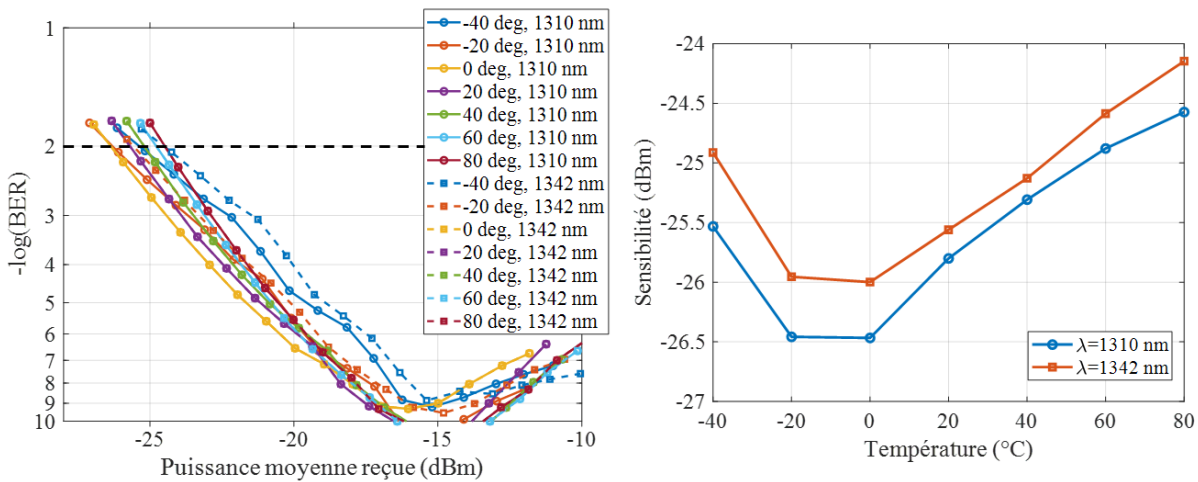 1
2
3
4
5
6
7
8
9
10
-log(BER)
-25
-20
-15
-10
Puissance moyenne reçue (dBm)
-40 deg, 1310 nm
-20 deg, 1310 nm
0 deg, 1310 nm
20 deg, 1310 nm
40 deg, 1310 nm
60 deg, 1310 nm
80 deg, 1310 nm
-40 deg, 1342 nm
-20 deg, 1342 nm
0 deg, 1342 nm
20 deg, 1342 nm
40 deg, 1342 nm
60 deg, 1342 nm
80 deg, 1342 nm
-24
-24.5
-25
-25.5
-26
-26.5
-27
Sensibilité (dBm)
-40
-20
0
20
40
60
80
Température (°C)
λ=1310 nm
λ=1342 nm